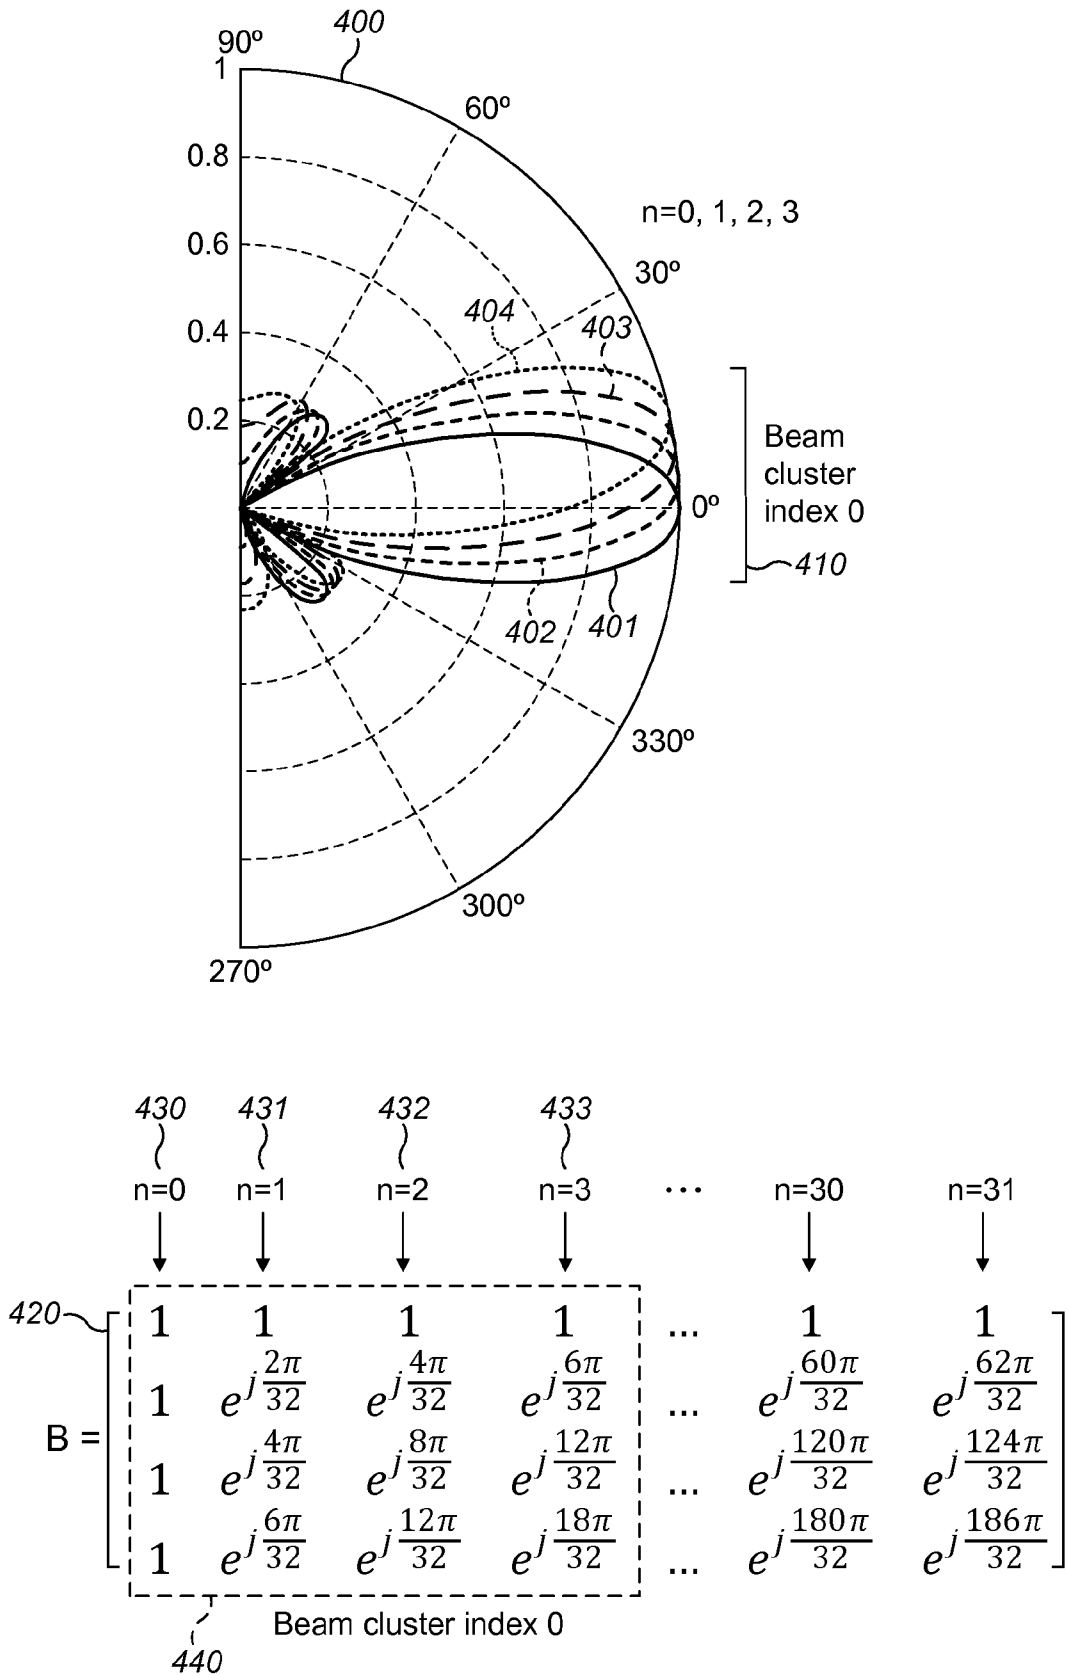 400
90º
1
60º
0.8
n=0, 1, 2, 3
0.6
30º
404
403
0.4
0.2
Beam
cluster
index 0
0º
410
402
401
330º
300º
270º
430 431 432 433
n=0 n=1 n=2 n=3 ... n=30 n=31
420
B =
1 1 1 1 ... 1 1
1 e^{j 2π/32} e^{j 4π/32} e^{j 6π/32} ... e^{j 60π/32} e^{j 62π/32}
1 e^{j 4π/32} e^{j 8π/32} e^{j 12π/32} ... e^{j 120π/32} e^{j 124π/32}
1 e^{j 6π/32} e^{j 12π/32} e^{j 18π/32} ... e^{j 180π/32} e^{j 186π/32}
Beam cluster index 0
440